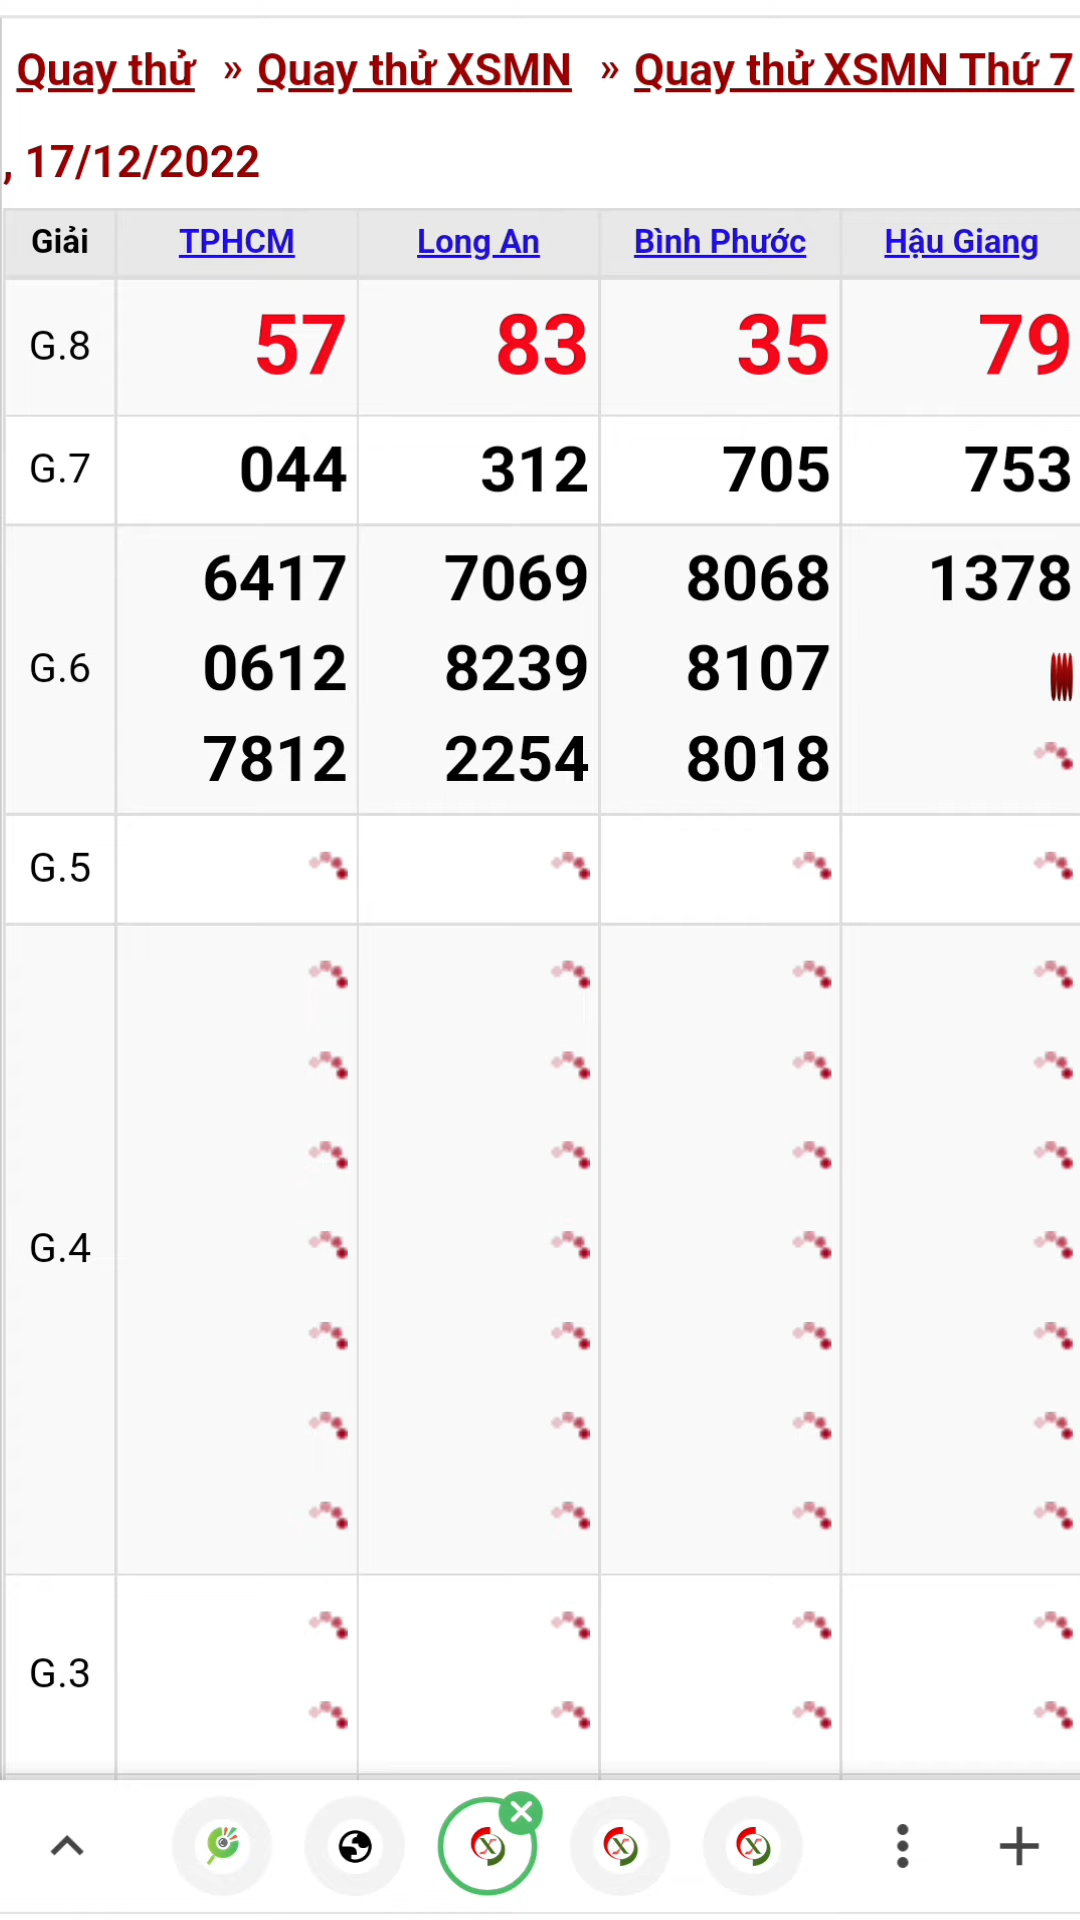 Quay thử » Quay thử XSMN » Quay thử XSMN Thứ 7
, 17/12/2022
Giải TPHCM Long An Bình Phước Hậu Giang
G.8 57 83 35 79
G.7 044 312 705 753
6417 7069 8068 1378
G.6 0612 8239 8107
7812 2254 8018
G.5
G.4
G.3